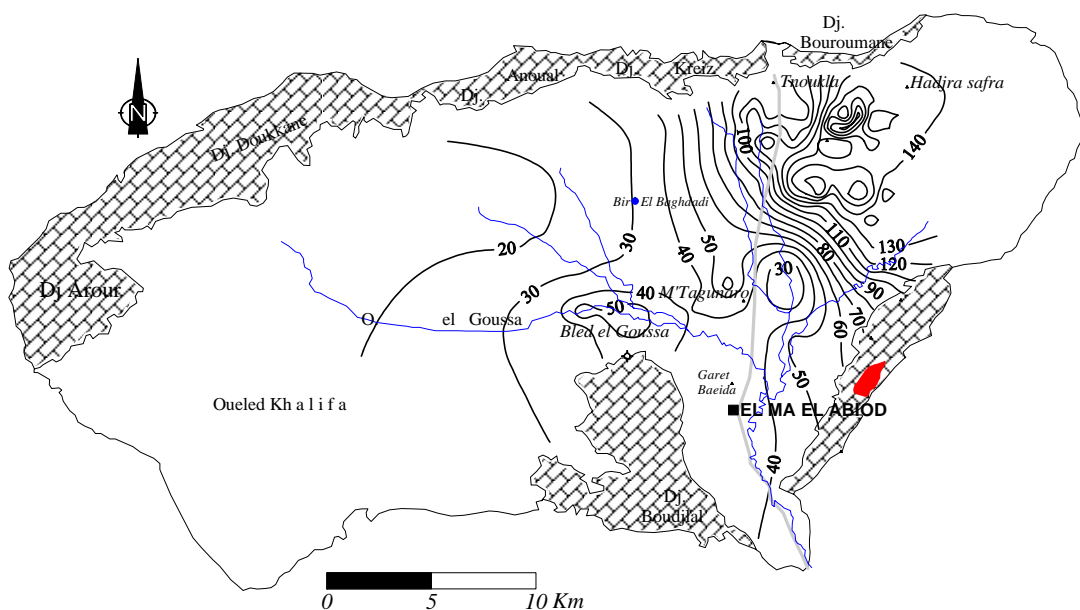 Dj.
Bouroumane
Dj. Anoual
Dj. Kreiz
Tnoukla
Hadjra safra
N
100
140
Dj. Doukkane
Bir El Baghdadi
110
20
30
50
40
80
130
120
30
90
Dj Arour
30
40
M'Tagunaro
70
50
60
O. el Goussa
Bled el Goussa
50
Garet
Baeida
Oueled Kh a l i f a
EL MA EL ABIOD
40
Dj.
Boudjlal
0 5 10 Km